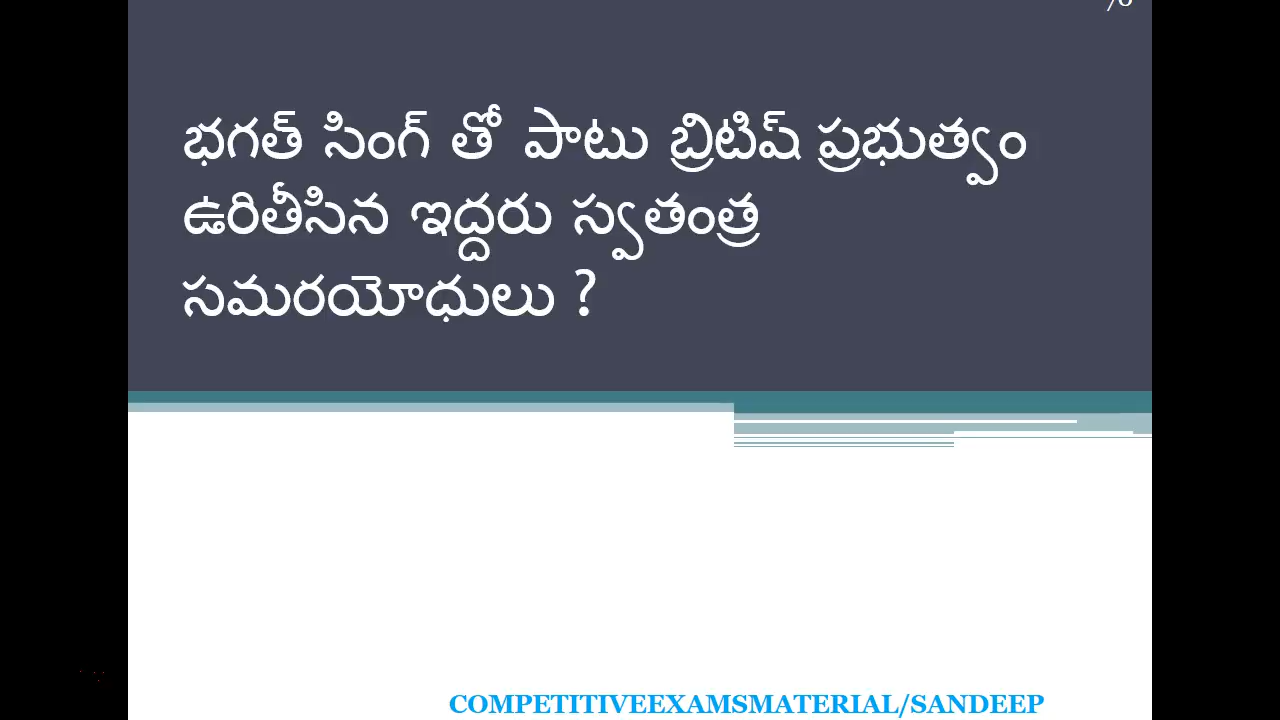 భగత్ సింగ్ తో పాటు బ్రిటిష్ ప్రభుత్వం
ఉరితీసిన ఇద్దరు స్వతంత్ర
సమరయోధులు ?
COMPETITIVEEXAMSMATERIAL/SANDEEP